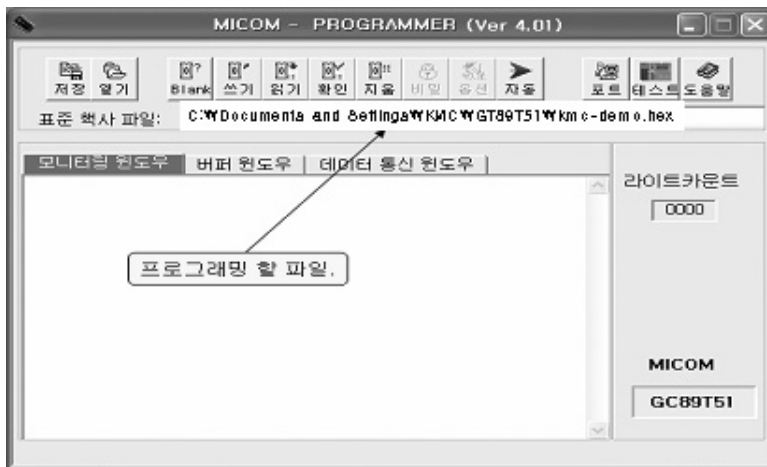 MICOM - PROGRAMMER (Ver 4.01)
저장 열기 Blank 쓰기 읽기 확인 지움 비밀 옵션 자동 포트 테스트 도움말
표준 헥사 파일: C:₩Documents and Settings₩KMC₩GT89T51₩kmc-demo.hex
모니터링 윈도우 버퍼 윈도우 데이터 통신 윈도우
라이트카운트
0000
프로그래밍 할 파일.
MICOM
GC89T51